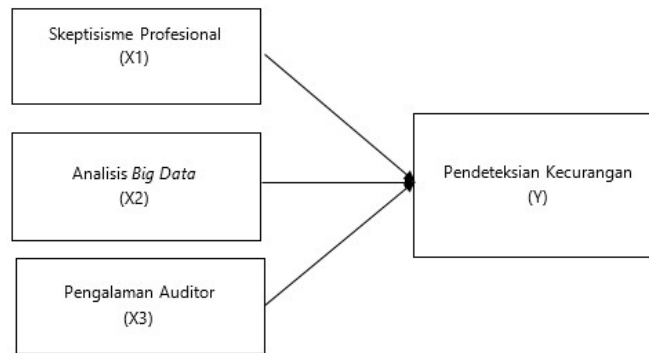 Skeptisisme Profesional
(X1)
Analisis Big Data
(X2)
Pengalaman Auditor
(X3)
Pendeteksian Kecurangan
(Y)